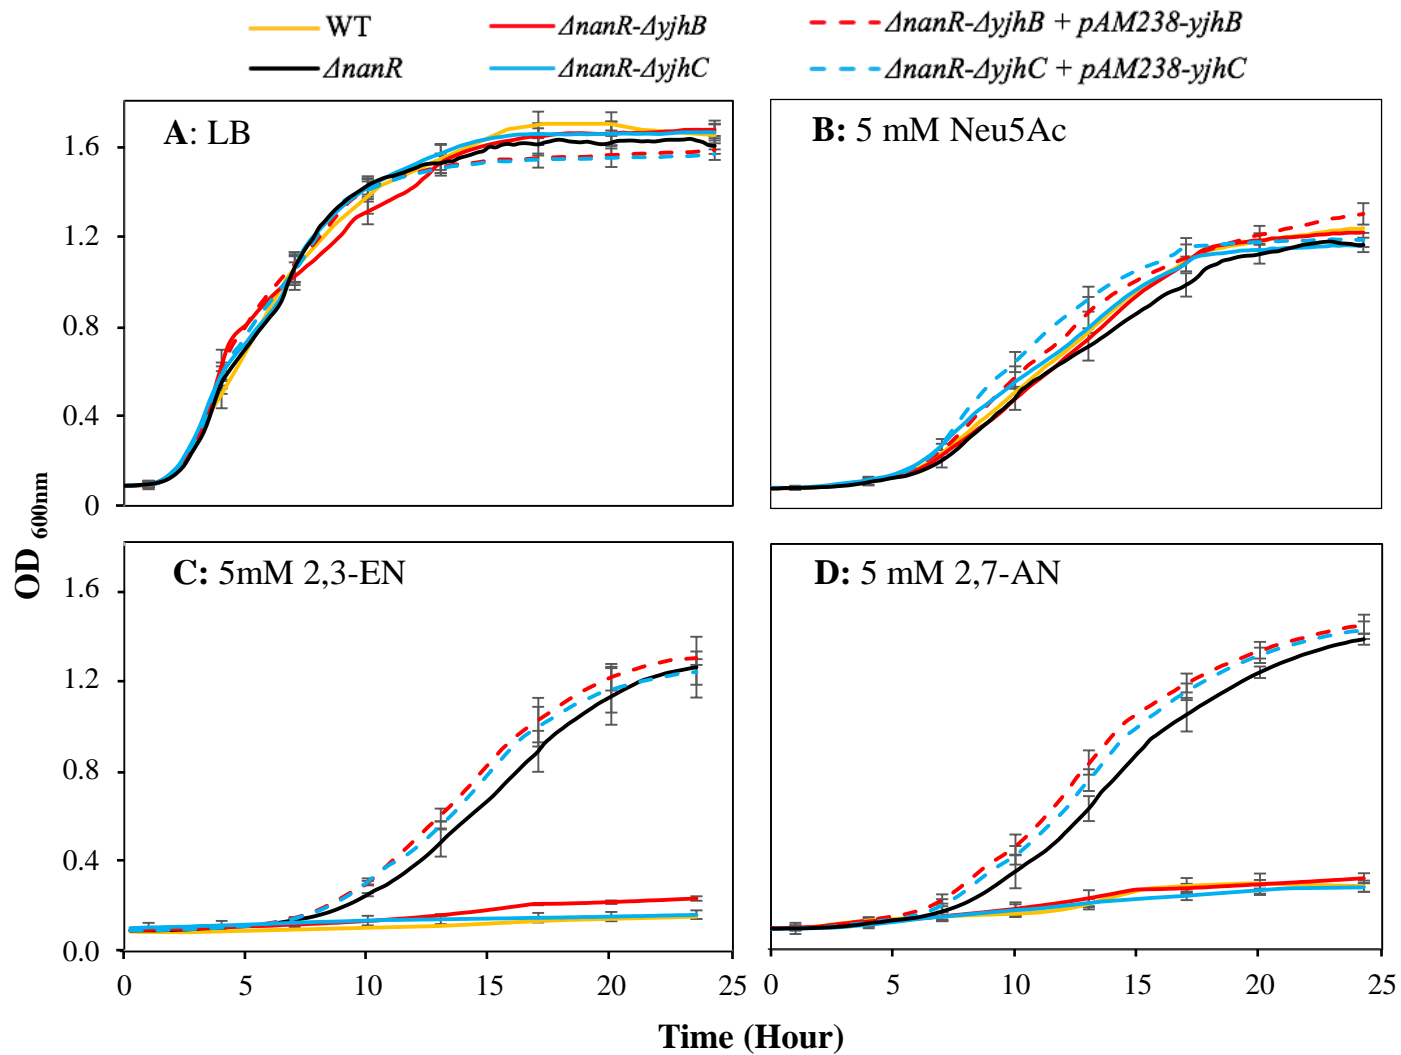 WT
ΔnanR-ΔyjhB
ΔnanR-ΔyjhB + pAM238-yjhB
ΔnanR
ΔnanR-ΔyjhC
ΔnanR-ΔyjhC + pAM238-yjhC
A: LB
B: 5 mM Neu5Ac
1.6
1.2
0.8
0.4
0
C: 5mM 2,3-EN
D: 5 mM 2,7-AN
1.6
1.2
0.8
0.4
0.0
OD 600nm
0 5 10 15 20 25
0 5 10 15 20 25
Time (Hour)